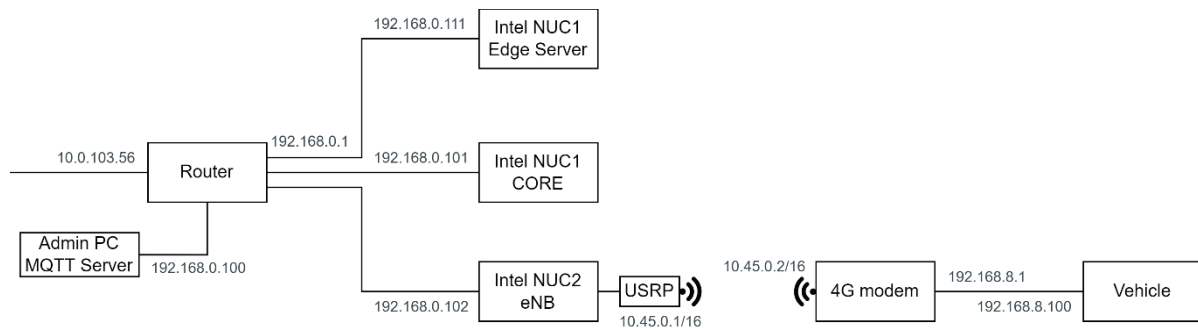 192.168.0.111
Intel NUC1
Edge Server
192.168.0.1
10.0.103.56
Router
192.168.0.101
Intel NUC1
CORE
Admin PC
MQTT Server
192.168.0.100
192.168.0.102
Intel NUC2
eNB
USRP
10.45.0.1/16
10.45.0.2/16
4G modem
192.168.8.1
192.168.8.100
Vehicle